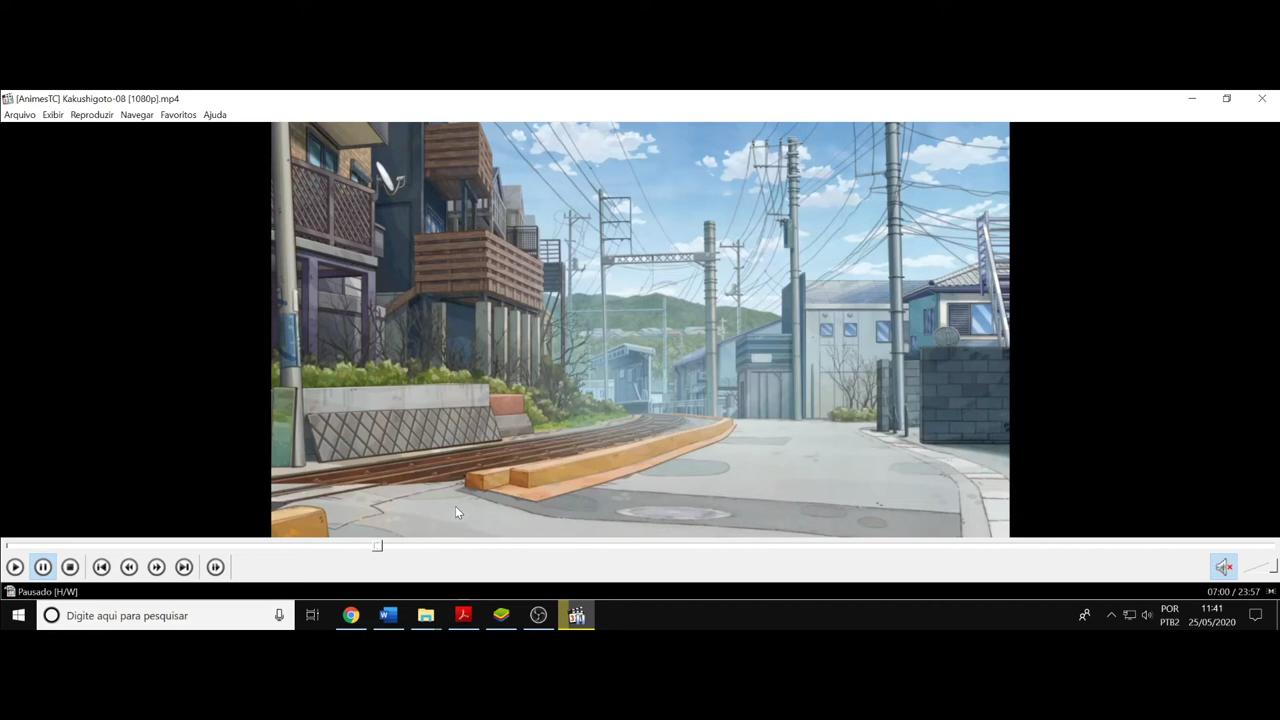 [AnimesTC] Kakushigoto-08 [1080p].mp4
Arquivo Exibir Reproduzir Navegar Favoritos Ajuda
Pausado [H/W]
07:00 / 23:57
Digite aqui para pesquisar
POR
PTB2
11:41
25/05/2020